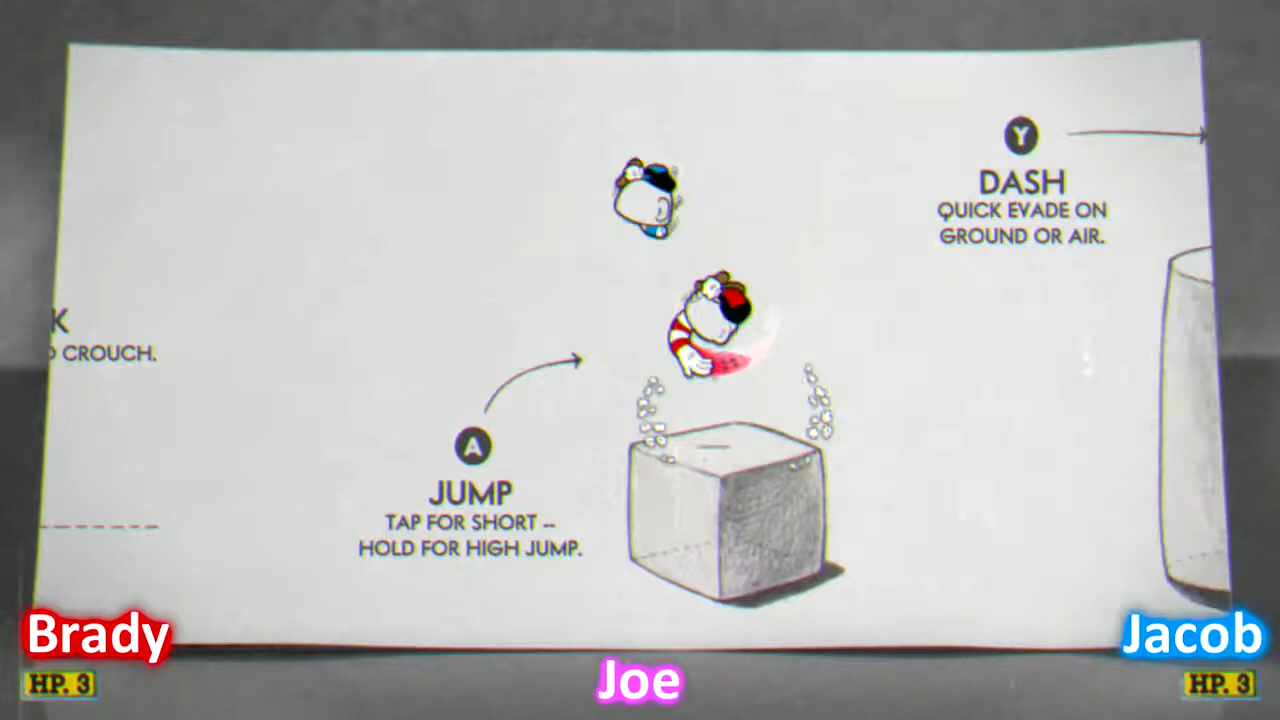 Y
DASH
QUICK EVADE ON
GROUND OR AIR.
K
CROUCH.
A
JUMP
TAP FOR SHORT --
HOLD FOR HIGH JUMP.
Brady
HP. 3
Joe
Jacob
HP. 3